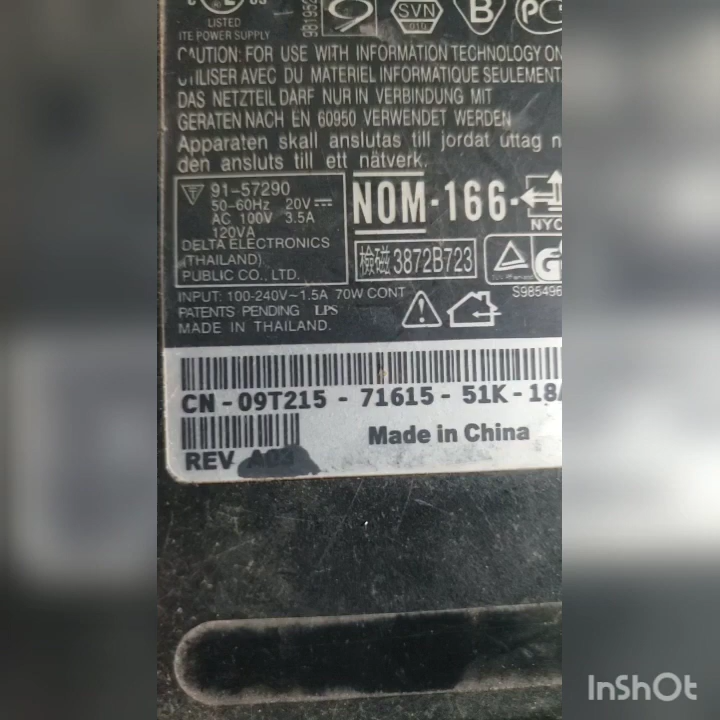 LISTED
ITE POWER SUPPLY
SVN
010
B
CAUTION: FOR USE WITH INFORMATION TECHNOLOGY
UTILISER AVEC DU MATERIEL INFORMATIQUE SEULEMENT
DAS NETZTEIL DARF NUR IN VERBINDUNG MIT
GERATEN NACH EN 60950 VERWENDET WERDEN
Apparaten skall anslutas till jordat uttag
den ansluts till ett nätverk.
91-57290
50-60Hz 20V
AC 100V 3.5A
120VA
DELTA ELECTRONICS
(THAILAND)
PUBLIC CO., LTD.
NOM-166-
NYC
檢磁 3872B723
INPUT: 100-240V~1.5A 70W CONT
S985496
PATENTS PENDING LPS
MADE IN THAILAND.
CN-09T215-71615-51K-18
Made in China
REV A03
InShOt